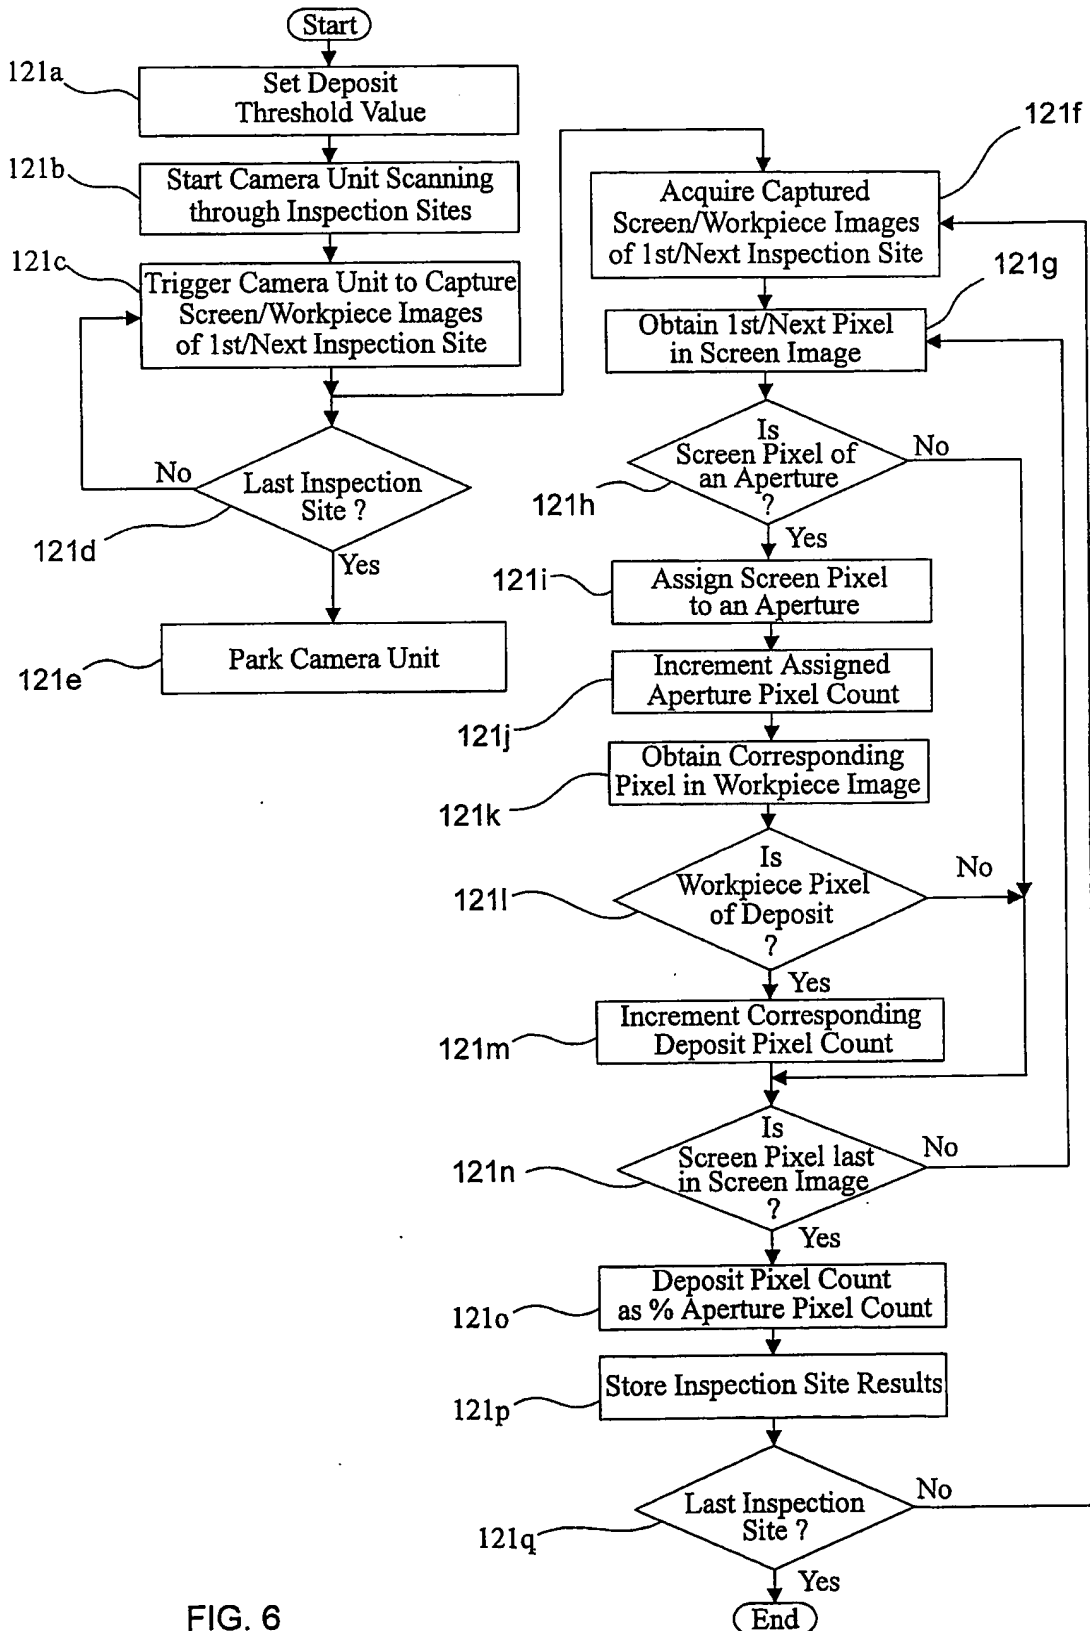 Start
121a
Set Deposit
Threshold Value
121b
Start Camera Unit Scanning
through Inspection Sites
121c
Trigger Camera Unit to Capture
Screen/Workpiece Images
of 1st/Next Inspection Site
No
Last Inspection
Site ?
121d
Yes
121e
Park Camera Unit
121f
Acquire Captured
Screen/Workpiece Images
of 1st/Next Inspection Site
121g
Obtain 1st/Next Pixel
in Screen Image
Is
Screen Pixel of
an Aperture
?
No
121h
Yes
121i
Assign Screen Pixel
to an Aperture
Increment Assigned
Aperture Pixel Count
121j
Obtain Corresponding
Pixel in Workpiece Image
121k
Is
Workpiece Pixel
of Deposit
?
No
121l
Yes
Increment Corresponding
Deposit Pixel Count
121m
Is
Screen Pixel last
in Screen Image
?
No
121n
Yes
Deposit Pixel Count
as % Aperture Pixel Count
121o
Store Inspection Site Results
121p
Last Inspection
Site ?
No
121q
Yes
End
FIG. 6